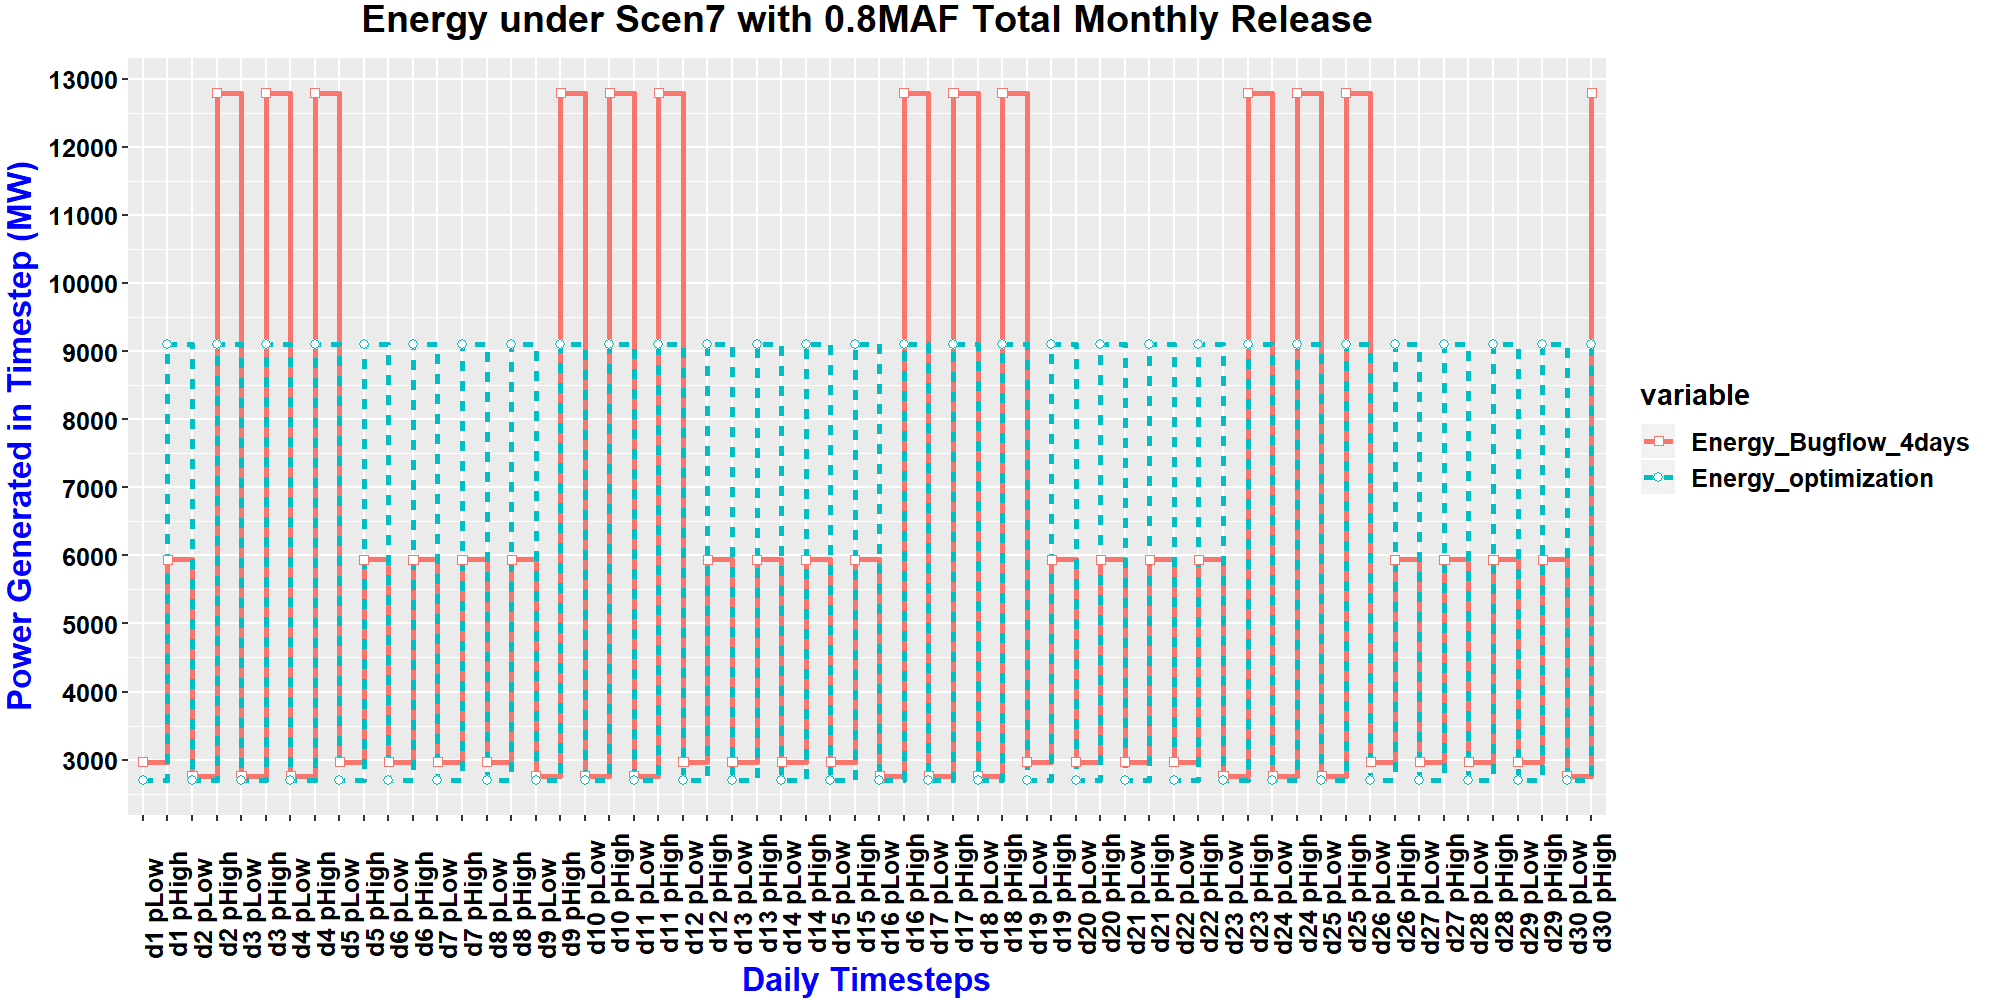 Energy under Scen7 with 0.8MAF Total Monthly Release
Power Generated in Timestep (MW)
13000
12000
11000
10000
9000
8000
7000
6000
5000
4000
3000
d1 pLow
d1 pHigh
d2 pLow
d2 pHigh
d3 pLow
d3 pHigh
d4 pLow
d4 pHigh
d5 pLow
d5 pHigh
d6 pLow
d6 pHigh
d7 pLow
d7 pHigh
d8 pLow
d8 pHigh
d9 pLow
d9 pHigh
d10 pLow
d10 pHigh
d11 pLow
d11 pHigh
d12 pLow
d12 pHigh
d13 pLow
d13 pHigh
d14 pLow
d14 pHigh
d15 pLow
d15 pHigh
d16 pLow
d16 pHigh
d17 pLow
d17 pHigh
d18 pLow
d18 pHigh
d19 pLow
d19 pHigh
d20 pLow
d20 pHigh
d21 pLow
d21 pHigh
d22 pLow
d22 pHigh
d23 pLow
d23 pHigh
d24 pLow
d24 pHigh
d25 pLow
d25 pHigh
d26 pLow
d26 pHigh
d27 pLow
d27 pHigh
d28 pLow
d28 pHigh
d29 pLow
d29 pHigh
d30 pLow
d30 pHigh
Daily Timesteps
variable
Energy_Bugflow_4days
Energy_optimization